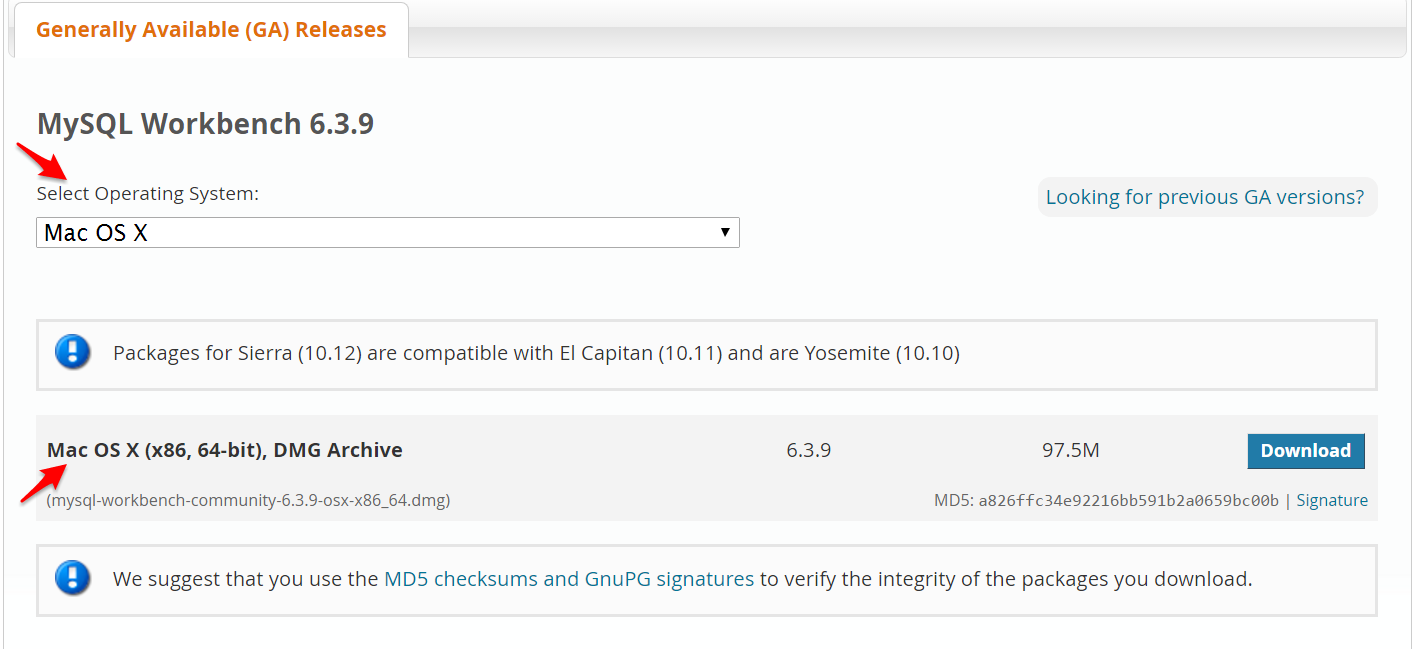 Generally Available (GA) Releases
MySQL Workbench 6.3.9
Select Operating System:
Looking for previous GA versions?
Mac OS X
Packages for Sierra (10.12) are compatible with El Capitan (10.11) and are Yosemite (10.10)
Mac OS X (x86, 64-bit), DMG Archive 6.3.9 97.5M Download
(mysql-workbench-community-6.3.9-osx-x86_64.dmg) MD5: a826ffc34e92216bb591b2a0659bc00b | Signature
We suggest that you use the MD5 checksums and GnuPG signatures to verify the integrity of the packages you download.